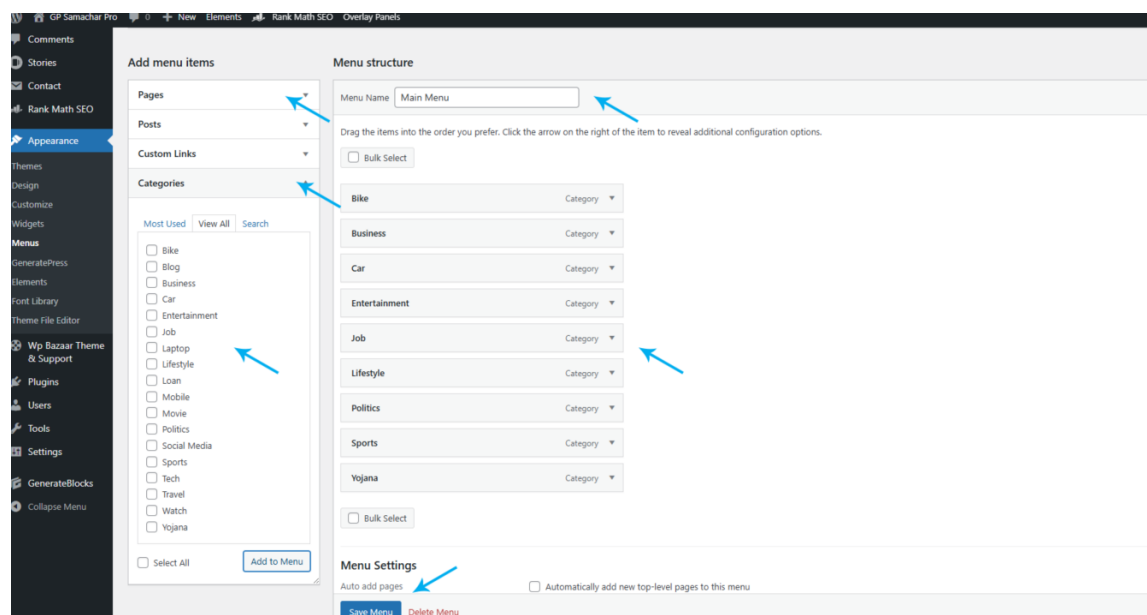 GP Samachar Pro 0 New Elements Rank Math SEO Overlay Panels
Comments
Stories
Contact
Rank Math SEO
Appearance
Themes
Design
Customize
Widgets
Menus
GeneratePress
Elements
Font Library
Theme File Editor
Wp Bazaar Theme
& Support
Plugins
Users
Tools
Settings
GenerateBlocks
Collapse Menu
Add menu items
Pages
Posts
Custom Links
Categories
Most Used View All Search
Bike
Blog
Business
Car
Entertainment
Job
Laptop
Lifestyle
Loan
Mobile
Movie
Politics
Social Media
Sports
Tech
Travel
Watch
Yojana
Select All Add to Menu
Menu structure
Menu Name Main Menu
Drag the items into the order you prefer. Click the arrow on the right of the item to reveal additional configuration options.
Bulk Select
Bike Category
Business Category
Car Category
Entertainment Category
Job Category
Lifestyle Category
Politics Category
Sports Category
Yojana Category
Bulk Select
Menu Settings
Auto add pages Automatically add new top-level pages to this menu
Save Menu Delete Menu